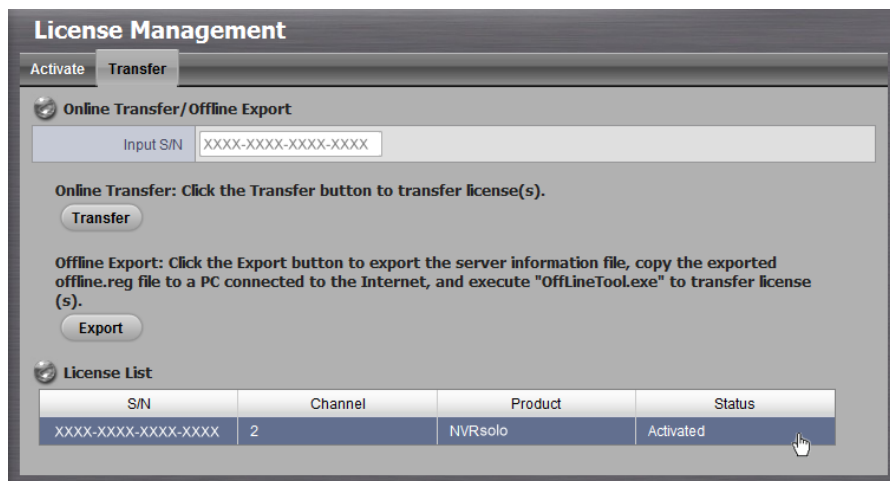 License Management
Activate Transfer
Online Transfer/Offline Export
Input S/N XXXX-XXXX-XXXX-XXXX
Online Transfer: Click the Transfer button to transfer license(s).
Transfer
Offline Export: Click the Export button to export the server information file, copy the exported
offline.reg file to a PC connected to the Internet, and execute "OffLineTool.exe" to transfer license
(s).
Export
License List
S/N Channel Product Status
XXXX-XXXX-XXXX-XXXX 2 NVRsolo Activated